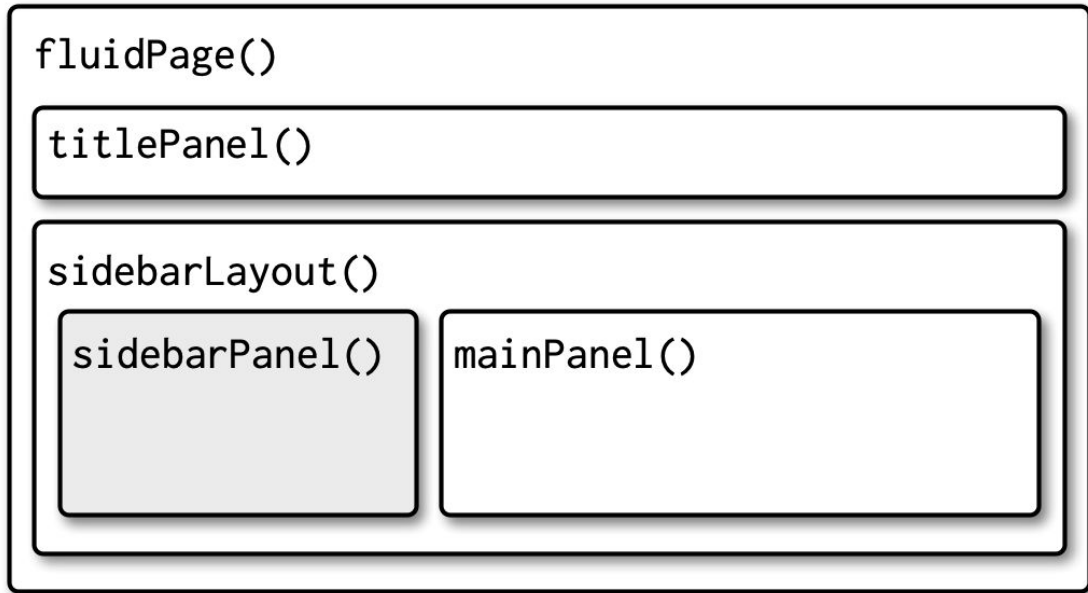 fluidPage()
titlePanel()
sidebarLayout()
sidebarPanel()
mainPanel()